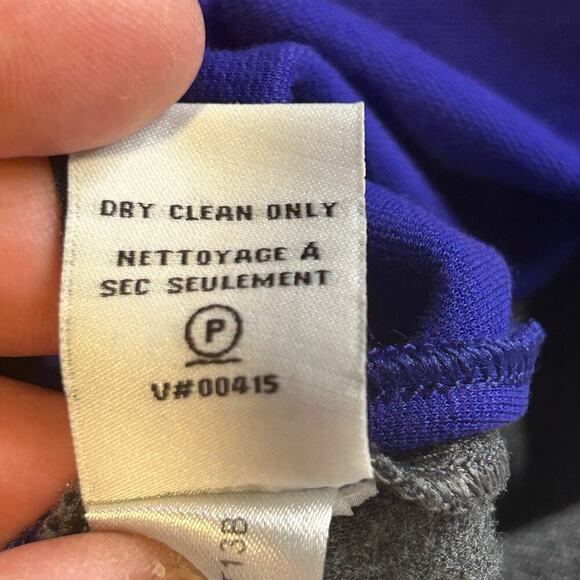 DRY CLEAN ONLY
NETTOYAGE À
SEC SEULEMENT
P
V#00415